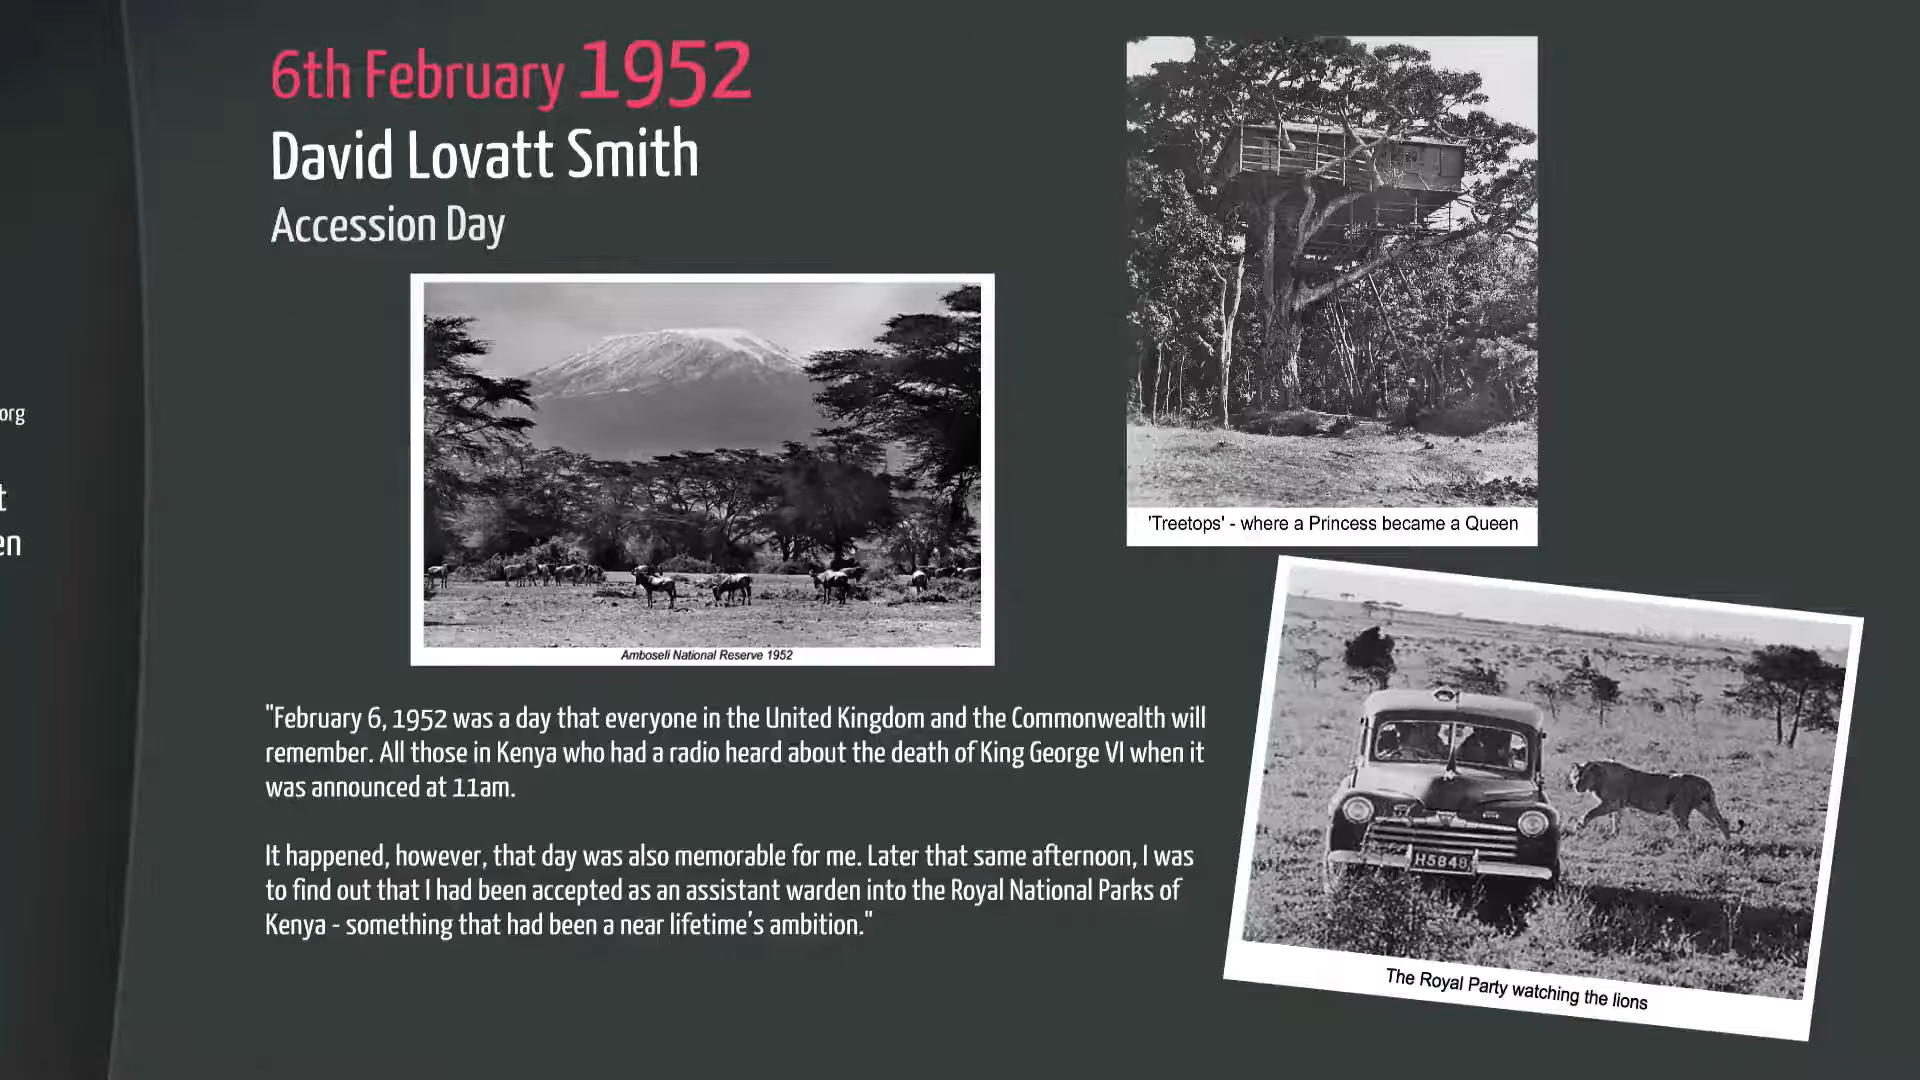 org
t
en
6th February 1952
David Lovatt Smith
Accession Day
Amboseli National Reserve 1952
'Treetops' - where a Princess became a Queen
"February 6, 1952 was a day that everyone in the United Kingdom and the Commonwealth will
remember. All those in Kenya who had a radio heard about the death of King George VI when it
was announced at 11am.
It happened, however, that day was also memorable for me. Later that same afternoon, I was
to find out that I had been accepted as an assistant warden into the Royal National Parks of
Kenya - something that had been a near lifetime's ambition."
H5848
The Royal Party watching the lions